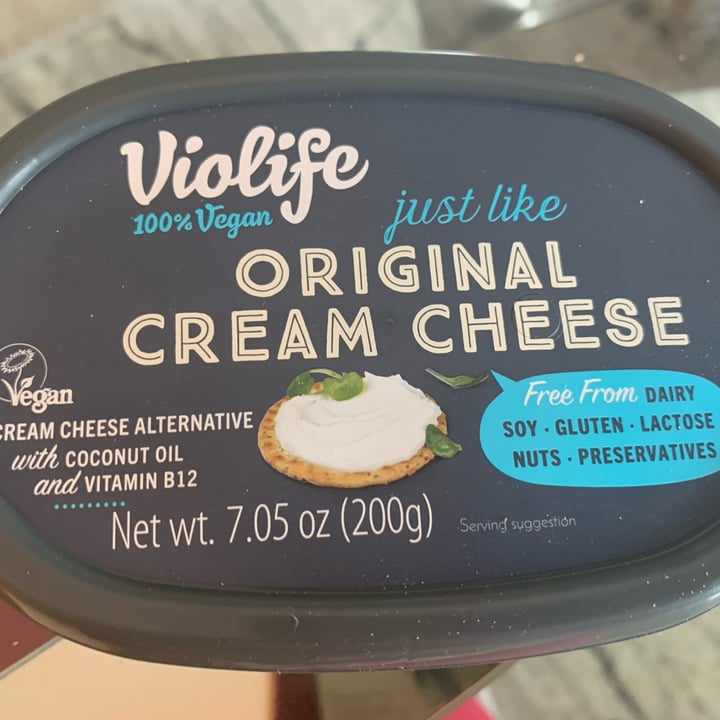 Violife
100% Vegan
just like
ORIGINAL
CREAM CHEESE
Vegan
CREAM CHEESE ALTERNATIVE
with COCONUT OIL
and VITAMIN B12
Free From DAIRY
SOY · GLUTEN · LACTOSE
NUTS · PRESERVATIVES
Net wt. 7.05 oz (200g)
Serving suggestion